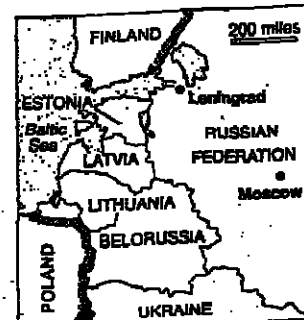 FINLAND
200 miles
ESTONIA
Leningrad
Baltic
Sea
RUSSIAN
FEDERATION
LATVIA
Moscow
LITHUANIA
BELORUSSIA
POLAND
UKRAINE